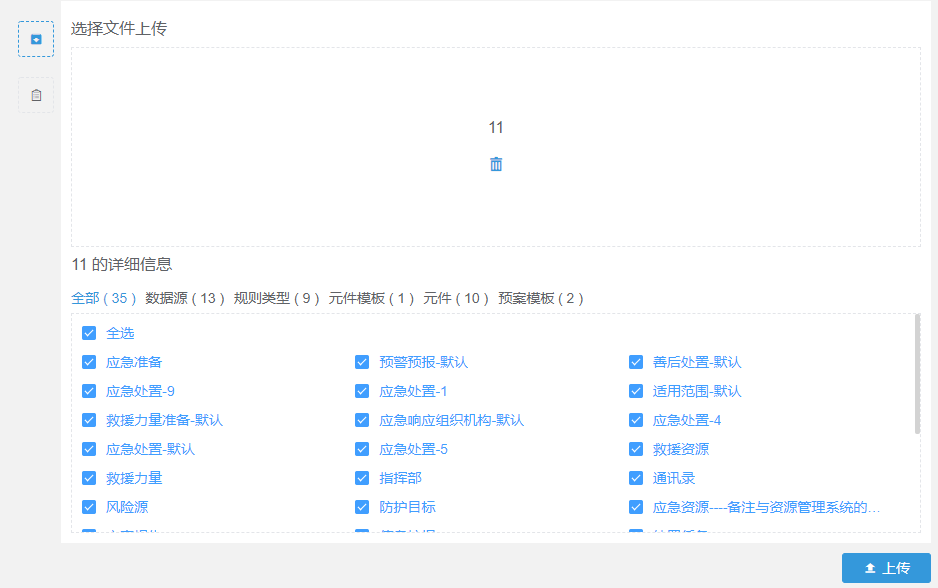 选择文件上传
11
11 的详细信息
全部 ( 35 ) 数据源 ( 13 ) 规则类型 ( 9 ) 元件模板 ( 1 ) 元件 ( 10 ) 预案模板 ( 2 )
全选
应急准备 预警预报-默认 善后处置-默认
应急处置-9 应急处置-1 适用范围-默认
救援力量准备-默认 应急响应组织机构-默认 应急处置-4
应急处置-默认 应急处置-5 救援资源
救援力量 指挥部 通讯录
风险源 防护目标 应急资源----备注与资源管理系统的…
上传